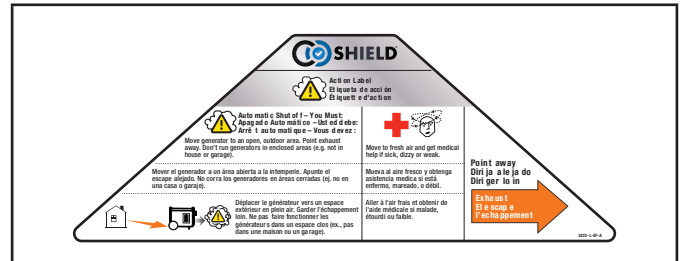 CO SHIELD
Action Label
Etiqueta de acción
Étiquette d'action
Automatic Shutoff – You Must:
Apagado Automático – Usted debe:
Arrêt automatique – Vous devez :
Move generator to an open, outdoor area. Point exhaust
away. Don't run generators in enclosed areas (e.g. not in
house or garage).
Move to fresh air and get medical
help if sick, dizzy or weak.
Mover el generador a un área abierta a la intemperie. Apunte el
escape alejado. No corra los generadores en áreas cerradas (ej. no en
una casa o garaje).
Mueva al aire fresco y obtenga
asistencia medica si está
enfermo, mareado, o débil.
Déplacer le générateur vers un espace
extérieur en plein air. Garder l'échappement
loin. Ne pas faire fonctionner les
générateurs dans un espace clos (ex., pas
dans une maison ou un garage).
Aller à l'air frais et obtenir de
l'aide médicale si malade,
étourdi ou faible.
Point away
Dirija alejado
Diriger loin
Exhaust
El escape
l'echappement